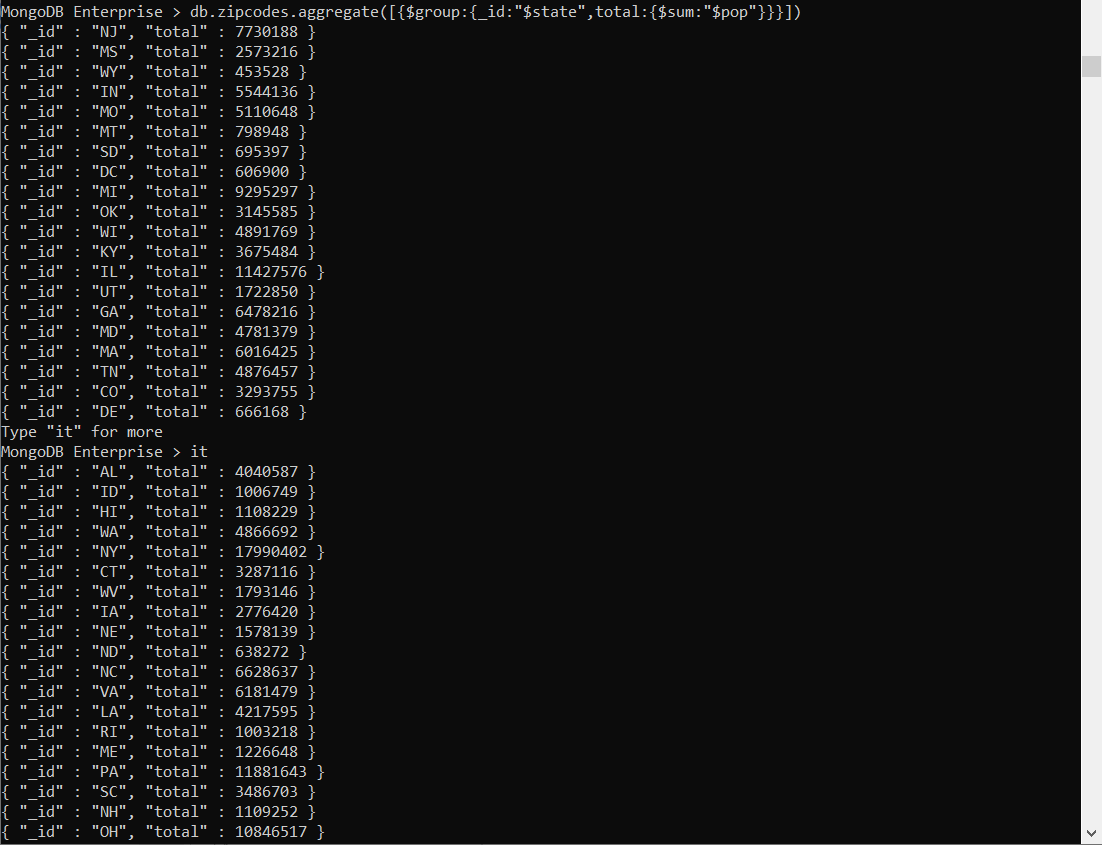 MongoDB Enterprise > db.zipcodes.aggregate([{$group:{_id:"$state",total:{$sum:"$pop"}}}])
{ "_id" : "NJ", "total" : 7730188 }
{ "_id" : "MS", "total" : 2573216 }
{ "_id" : "WY", "total" : 453528 }
{ "_id" : "IN", "total" : 5544136 }
{ "_id" : "MO", "total" : 5110648 }
{ "_id" : "MT", "total" : 798948 }
{ "_id" : "SD", "total" : 695397 }
{ "_id" : "DC", "total" : 606900 }
{ "_id" : "MI", "total" : 9295297 }
{ "_id" : "OK", "total" : 3145585 }
{ "_id" : "WI", "total" : 4891769 }
{ "_id" : "KY", "total" : 3675484 }
{ "_id" : "IL", "total" : 11427576 }
{ "_id" : "UT", "total" : 1722850 }
{ "_id" : "GA", "total" : 6478216 }
{ "_id" : "MD", "total" : 4781379 }
{ "_id" : "MA", "total" : 6016425 }
{ "_id" : "TN", "total" : 4876457 }
{ "_id" : "CO", "total" : 3293755 }
{ "_id" : "DE", "total" : 666168 }
Type "it" for more
MongoDB Enterprise > it
{ "_id" : "AL", "total" : 4040587 }
{ "_id" : "ID", "total" : 1006749 }
{ "_id" : "HI", "total" : 1108229 }
{ "_id" : "WA", "total" : 4866692 }
{ "_id" : "NY", "total" : 17990402 }
{ "_id" : "CT", "total" : 3287116 }
{ "_id" : "WV", "total" : 1793146 }
{ "_id" : "IA", "total" : 2776420 }
{ "_id" : "NE", "total" : 1578139 }
{ "_id" : "ND", "total" : 638272 }
{ "_id" : "NC", "total" : 6628637 }
{ "_id" : "VA", "total" : 6181479 }
{ "_id" : "LA", "total" : 4217595 }
{ "_id" : "RI", "total" : 1003218 }
{ "_id" : "ME", "total" : 1226648 }
{ "_id" : "PA", "total" : 11881643 }
{ "_id" : "SC", "total" : 3486703 }
{ "_id" : "NH", "total" : 1109252 }
{ "_id" : "OH", "total" : 10846517 }